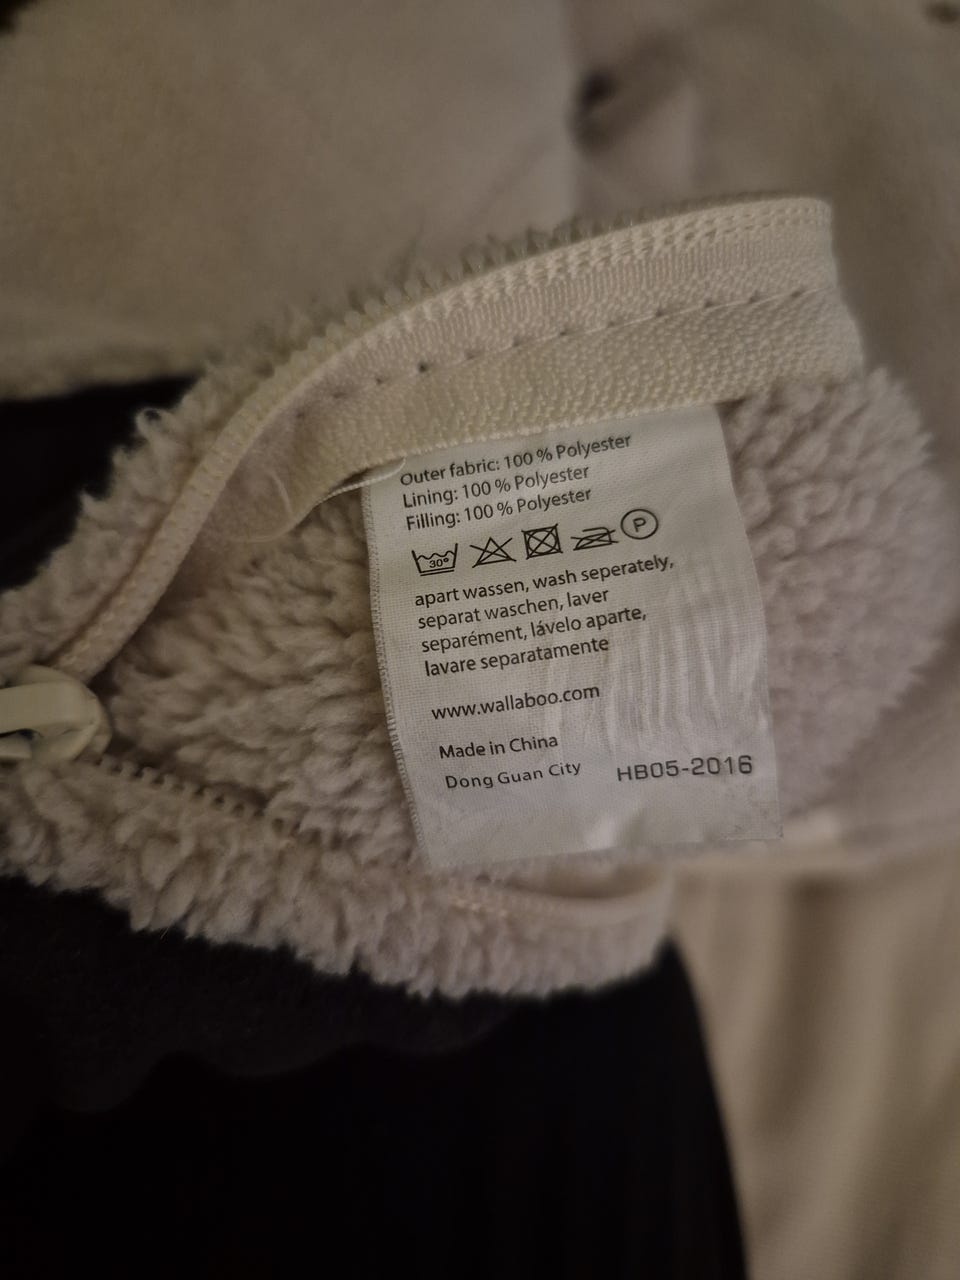 Outer fabric: 100 % Polyester
Lining: 100 % Polyester
Filling: 100 % Polyester
30° P
apart wassen, wash seperately,
separat waschen, laver
separément, lávelo aparte,
lavare separatamente
www.wallaboo.com
Made in China
Dong Guan City HB05-2016